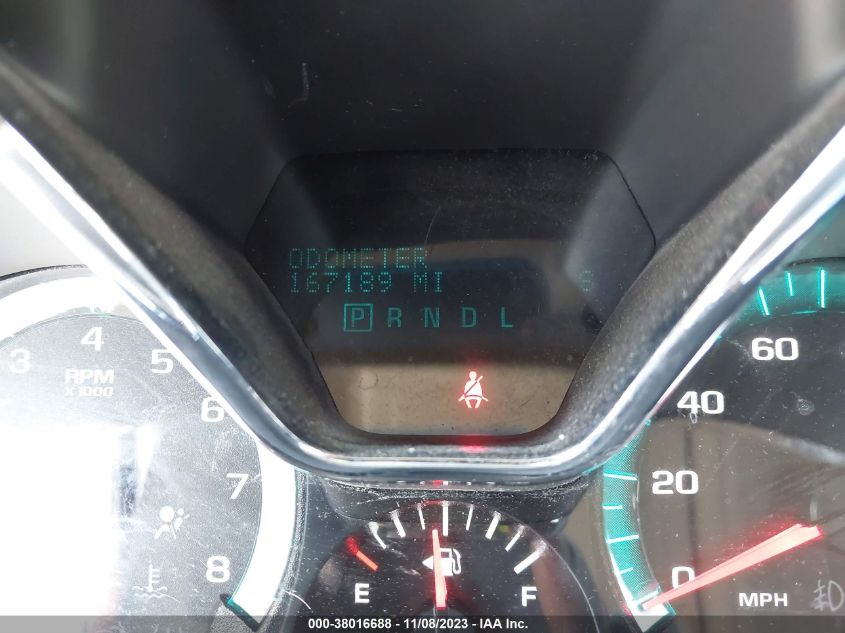 ODOMETER
167189 MI S
P R N D L
3 4 5 6 7 8
RPM
X1000
E F
0 20 40 60
MPH
000-38016688 - 11/08/2023 - IAA Inc.